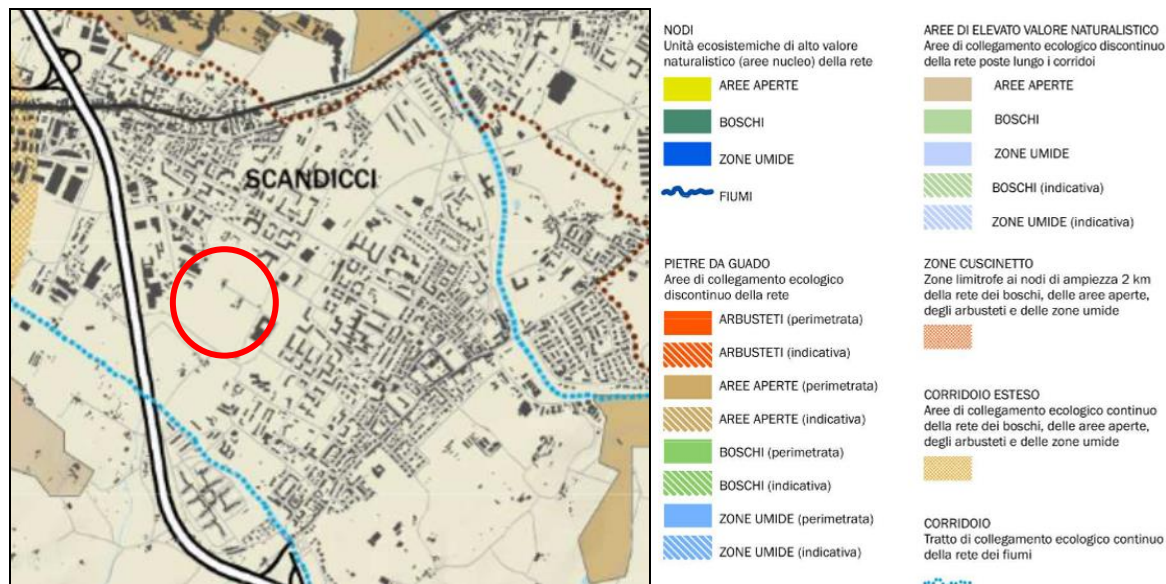 SCANDICCI
NODI
Unità ecosistemiche di alto valore
naturalistico (aree nucleo) della rete
AREE APERTE
BOSCHI
ZONE UMIDE
FIUMI
PIETRE DA GUADO
Aree di collegamento ecologico
discontinuo della rete
ARBUSTETI (perimetrata)
ARBUSTETI (indicativa)
AREE APERTE (perimetrata)
AREE APERTE (indicativa)
BOSCHI (perimetrata)
BOSCHI (indicativa)
ZONE UMIDE (perimetrata)
ZONE UMIDE (indicativa)
AREE DI ELEVATO VALORE NATURALISTICO
Aree di collegamento ecologico discontinuo
della rete poste lungo i corridoi
AREE APERTE
BOSCHI
ZONE UMIDE
BOSCHI (indicativa)
ZONE UMIDE (indicativa)
ZONE CUSCINETTO
Zone limitrofe ai nodi di ampiezza 2 km
della rete dei boschi, delle aree aperte,
degli arbusteti e delle zone umide
CORRIDOIO ESTESO
Aree di collegamento ecologico continuo
della rete dei boschi, delle aree aperte,
degli arbusteti e delle zone umide
CORRIDOIO
Tratto di collegamento ecologico continuo
della rete dei fiumi